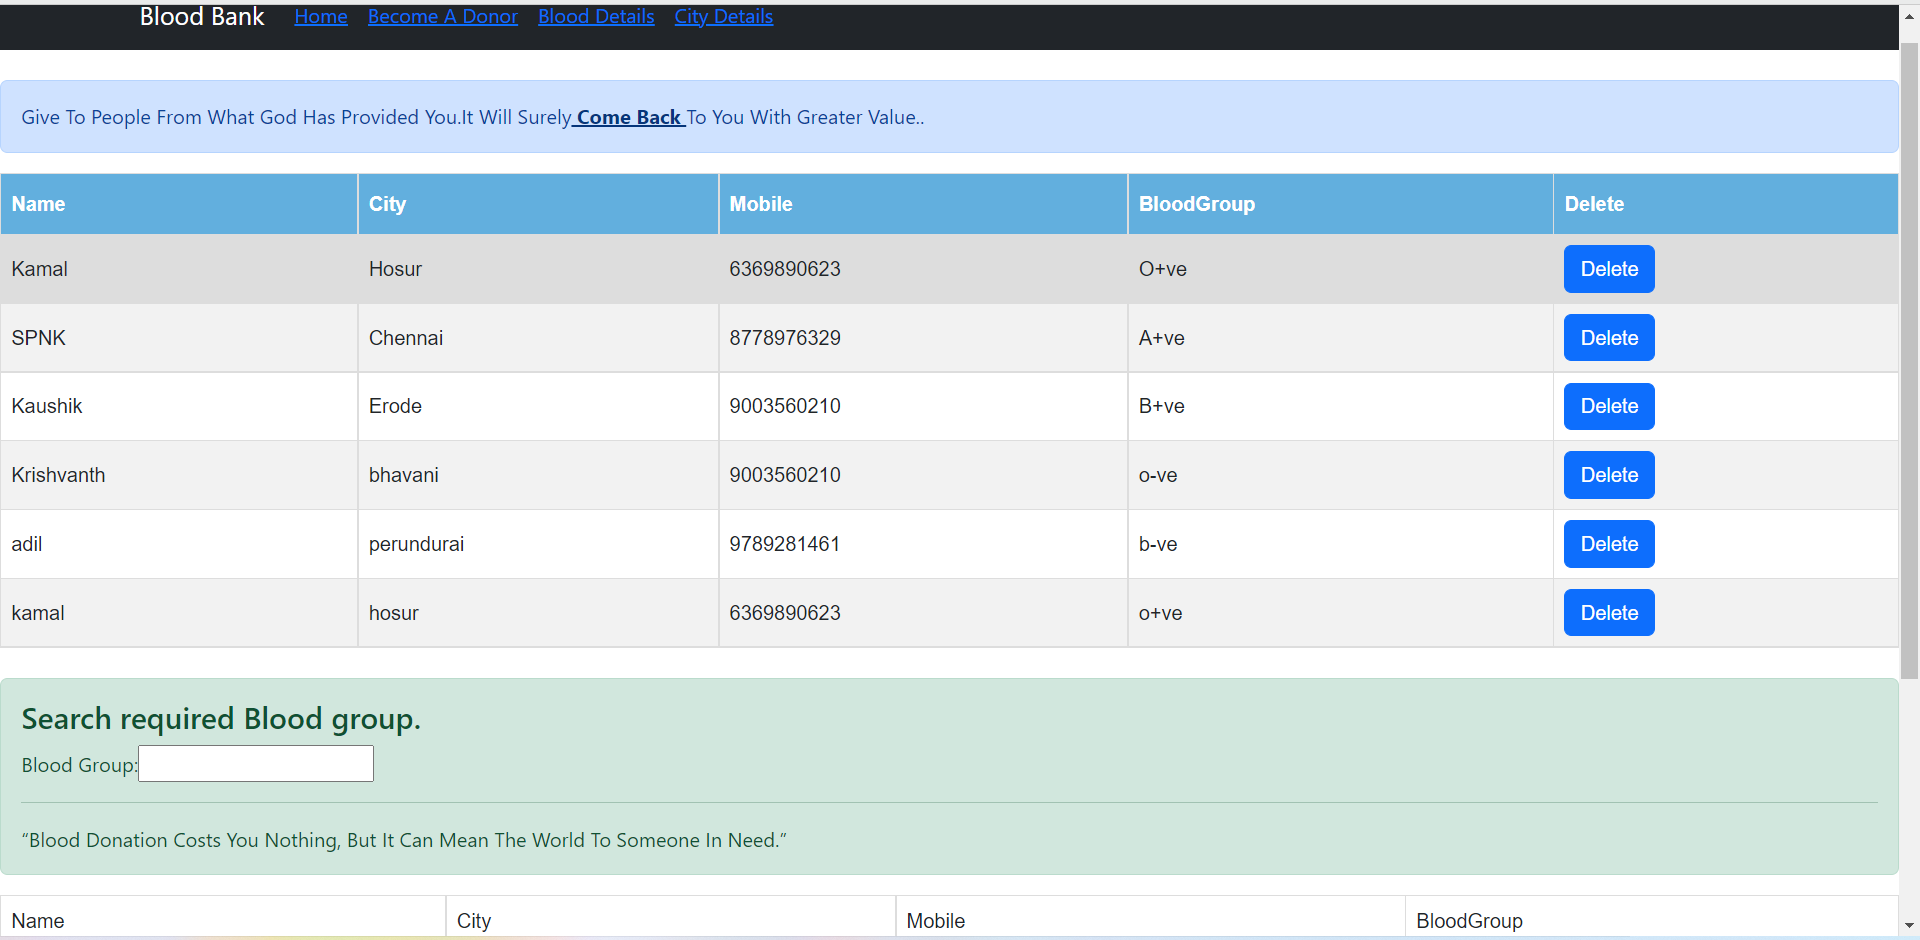 Blood Bank Home Become A Donor Blood Details City Details
Give To People From What God Has Provided You.It Will Surely Come Back To You With Greater Value..
Name City Mobile BloodGroup Delete
Kamal Hosur 6369890623 O+ve Delete
SPNK Chennai 8778976329 A+ve Delete
Kaushik Erode 9003560210 B+ve Delete
Krishvanth bhavani 9003560210 o-ve Delete
adil perundurai 9789281461 b-ve Delete
kamal hosur 6369890623 o+ve Delete
Search required Blood group.
Blood Group:
“Blood Donation Costs You Nothing, But It Can Mean The World To Someone In Need.”
Name City Mobile BloodGroup